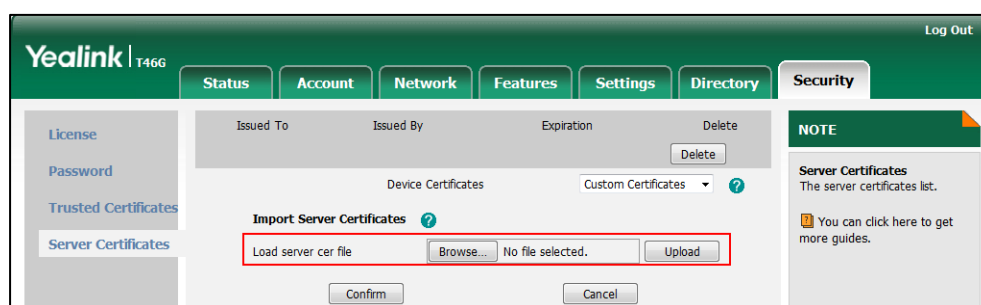 Log Out
Yealink T46G
Status Account Network Features Settings Directory Security
License
Password
Trusted Certificates
Server Certificates
Issued To Issued By Expiration Delete
Delete
Device Certificates Custom Certificates ?
Import Server Certificates ?
Load server cer file Browse... No file selected. Upload
Confirm Cancel
NOTE
Server Certificates
The server certificates list.
You can click here to get
more guides.